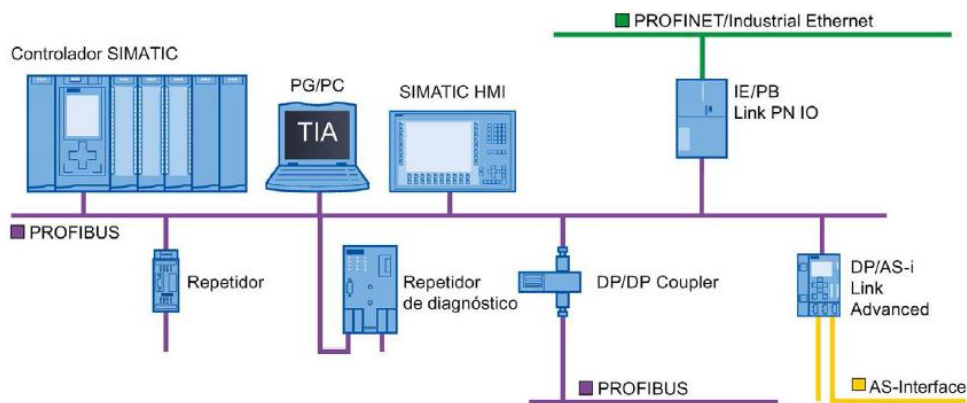 PROFINET/Industrial Ethernet
Controlador SIMATIC
PG/PC
TIA
SIMATIC HMI
IE/PB
Link PN IO
PROFIBUS
Repetidor
Repetidor
de diagnóstico
DP/DP Coupler
DP/AS-i
Link
Advanced
PROFIBUS
AS-Interface